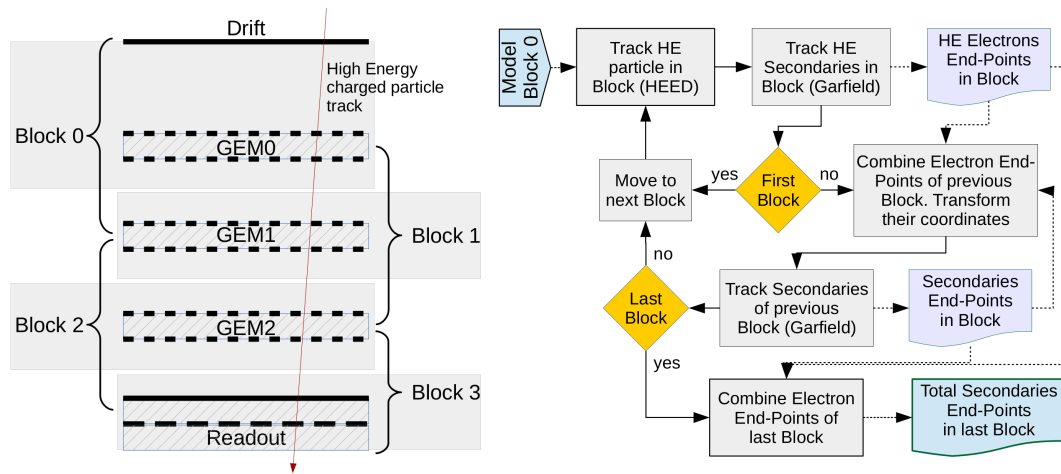 Drift
High Energy
charged particle
track
Block 0
GEM0
GEM1
Block 1
Block 2
GEM2
Block 3
Readout
Model
Block 0
Track HE
particle in
Block (HEED)
Track HE
Secondaries in
Block (Garfield)
HE Electrons
End-Points
in Block
Move to
next Block
yes
First
Block
no
Combine Electron End-
Points of previous
Block. Transform
their coordinates
no
Last
Block
Track Secondaries
of previous
Block (Garfield)
Secondaries
End-Points
in Block
yes
Combine Electron
End-Points of
last Block
Total Secondaries
End-Points
in last Block